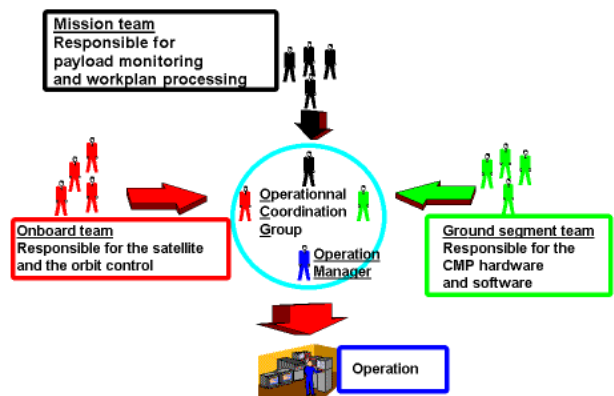 Mission team
Responsible for
payload monitoring
and workplan processing
Operationnal
Coordination
Group
Operation
Manager
Onboard team
Responsible for the satellite
and the orbit control
Ground segment team
Responsible for the
CMP hardware
and software
Operation